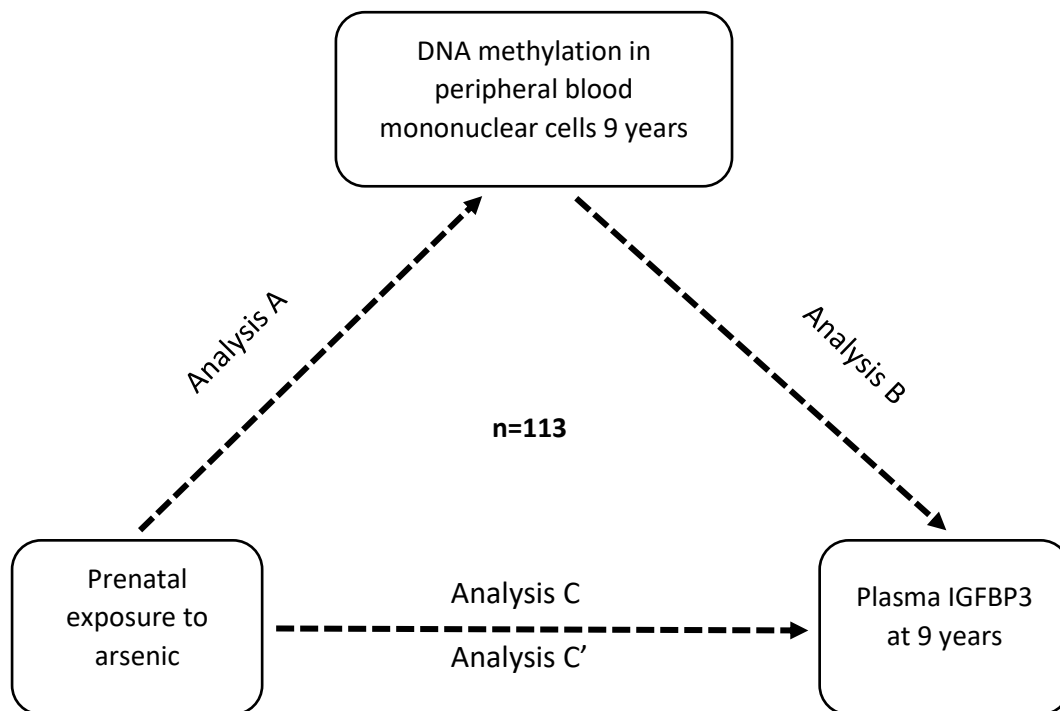 DNA methylation in
peripheral blood
mononuclear cells 9 years
Analysis A
Analysis B
n=113
Prenatal
exposure to
arsenic
Analysis C
Analysis C’
Plasma IGFBP3
at 9 years